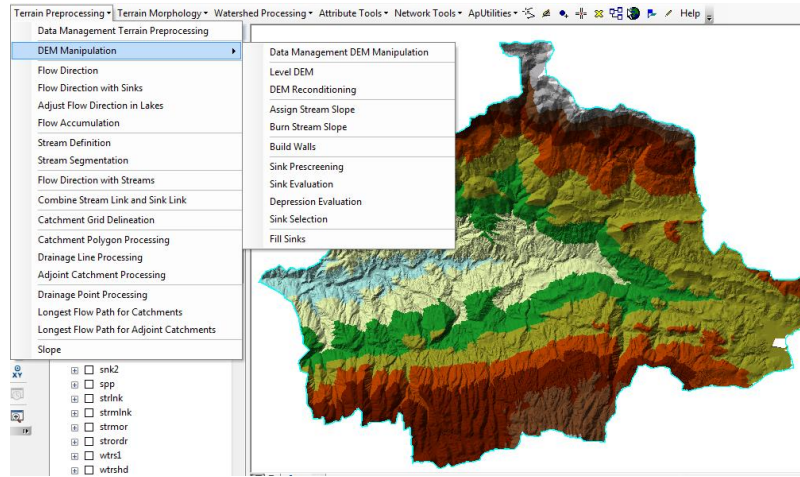 Terrain Preprocessing Terrain Morphology Watershed Processing Attribute Tools Network Tools ApUtilities Help
Data Management Terrain Preprocessing
DEM Manipulation
Flow Direction
Flow Direction with Sinks
Adjust Flow Direction in Lakes
Flow Accumulation
Stream Definition
Stream Segmentation
Flow Direction with Streams
Combine Stream Link and Sink Link
Catchment Grid Delineation
Catchment Polygon Processing
Drainage Line Processing
Adjoint Catchment Processing
Drainage Point Processing
Longest Flow Path for Catchments
Longest Flow Path for Adjoint Catchments
Slope
Data Management DEM Manipulation
Level DEM
DEM Reconditioning
Assign Stream Slope
Burn Stream Slope
Build Walls
Sink Prescreening
Sink Evaluation
Depression Evaluation
Sink Selection
Fill Sinks
XY
snk2
spp
strlnk
strmlnk
strmor
strordr
wtrs1
wtrshd